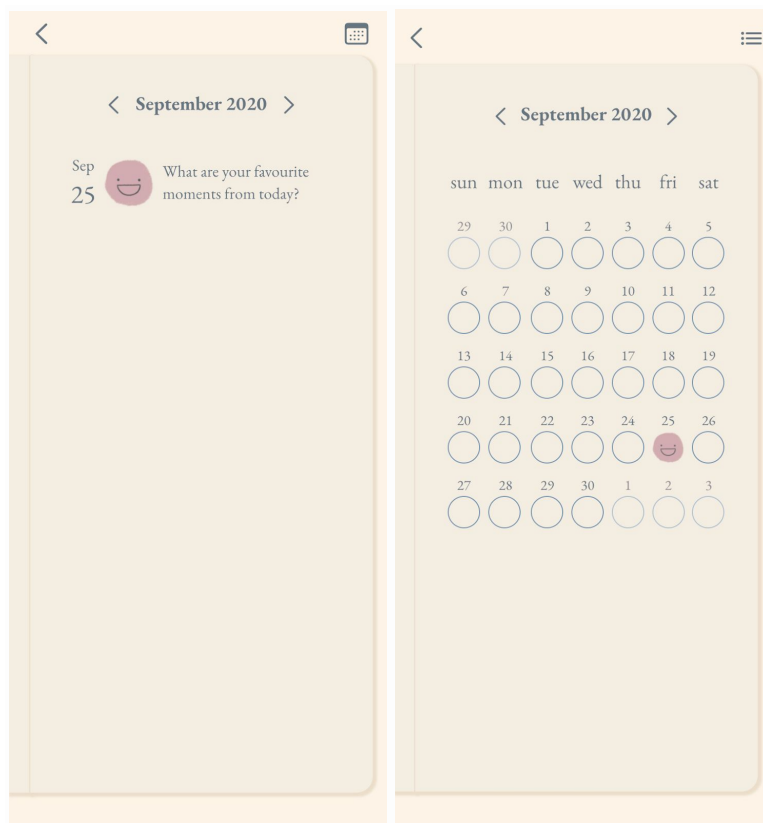 September 2020
Sep
25
What are your favourite
moments from today?
September 2020
sun mon tue wed thu fri sat
29 30 1 2 3 4 5
6 7 8 9 10 11 12
13 14 15 16 17 18 19
20 21 22 23 24 25 26
27 28 29 30 1 2 3